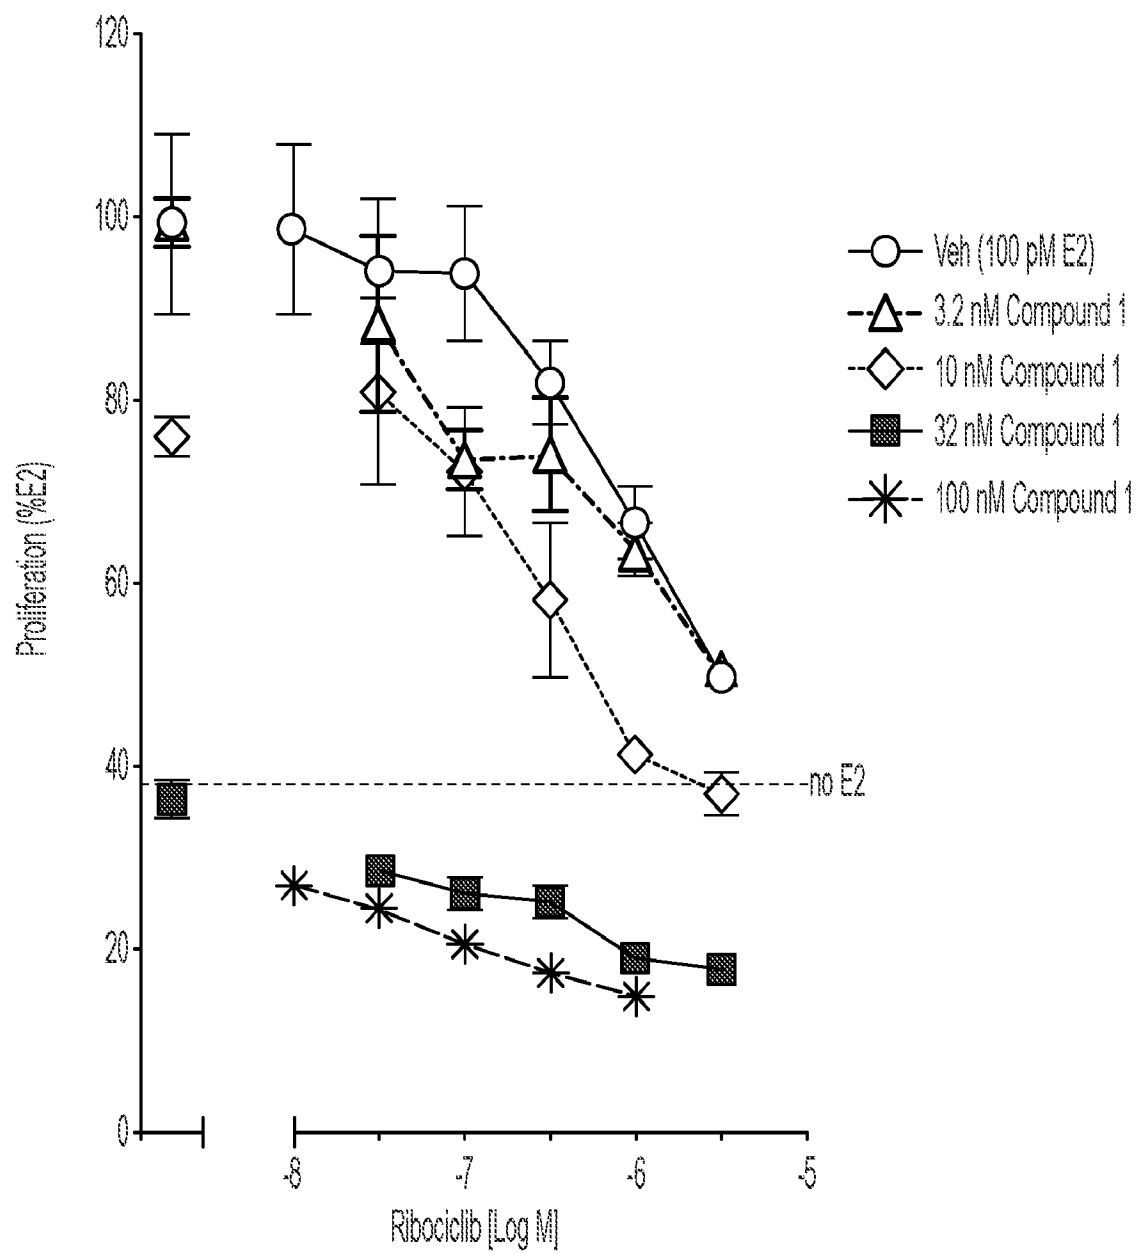 120
100
80
60
40
20
0
Proliferation (%E2)
Veh (100 pM E2)
3.2 nM Compound 1
10 nM Compound 1
32 nM Compound 1
100 nM Compound 1
no E2
-8
-7
-6
-5
Ribociclib [Log M]